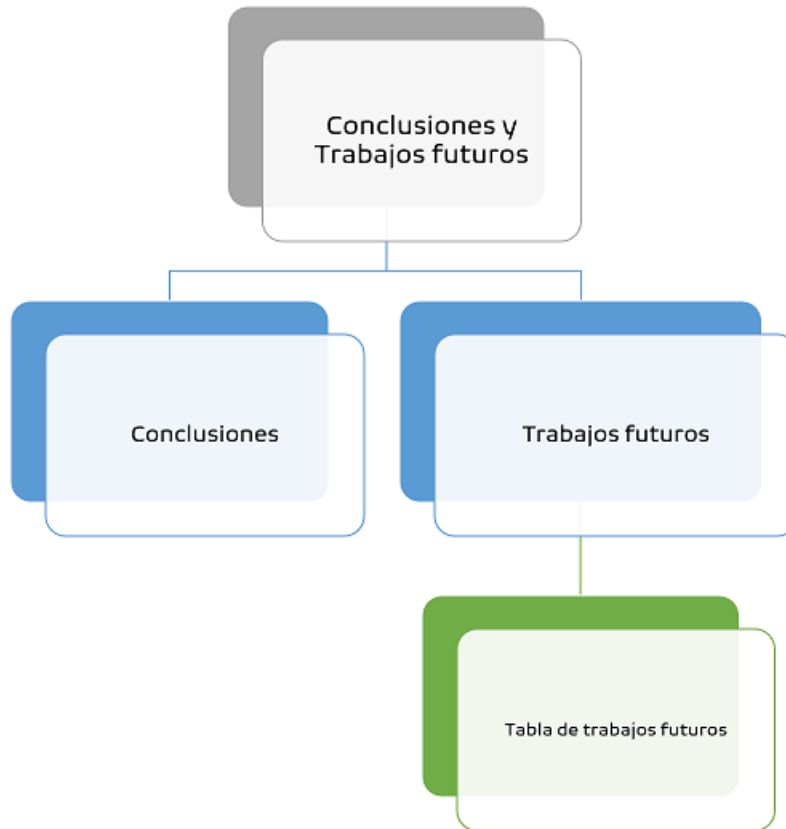 Conclusiones y
Trabajos futuros
Conclusiones
Trabajos futuros
Tabla de trabajos futuros